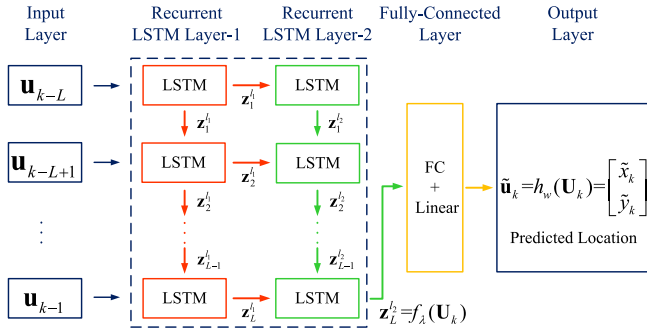 Input Layer
Recurrent LSTM Layer-1
Recurrent LSTM Layer-2
Fully-Connected Layer
Output Layer
𝐮_{k−L}
LSTM
𝐳_1^{l_1}
LSTM
𝐳_1^{l_1}
𝐳_1^{l_2}
𝐮_{k−L+1}
LSTM
𝐳_2^{l_1}
LSTM
𝐳_2^{l_1}
𝐳_2^{l_2}
⋮
𝐳_{L−1}^{l_1}
𝐳_{L−1}^{l_2}
𝐮_{k−1}
LSTM
𝐳_L^{l_1}
LSTM
𝐳_L^{l_2}=f_λ(𝐔_k)
FC
+
Linear
ũ_k=h_w(𝐔_k)=[x̃_k ỹ_k]
Predicted Location